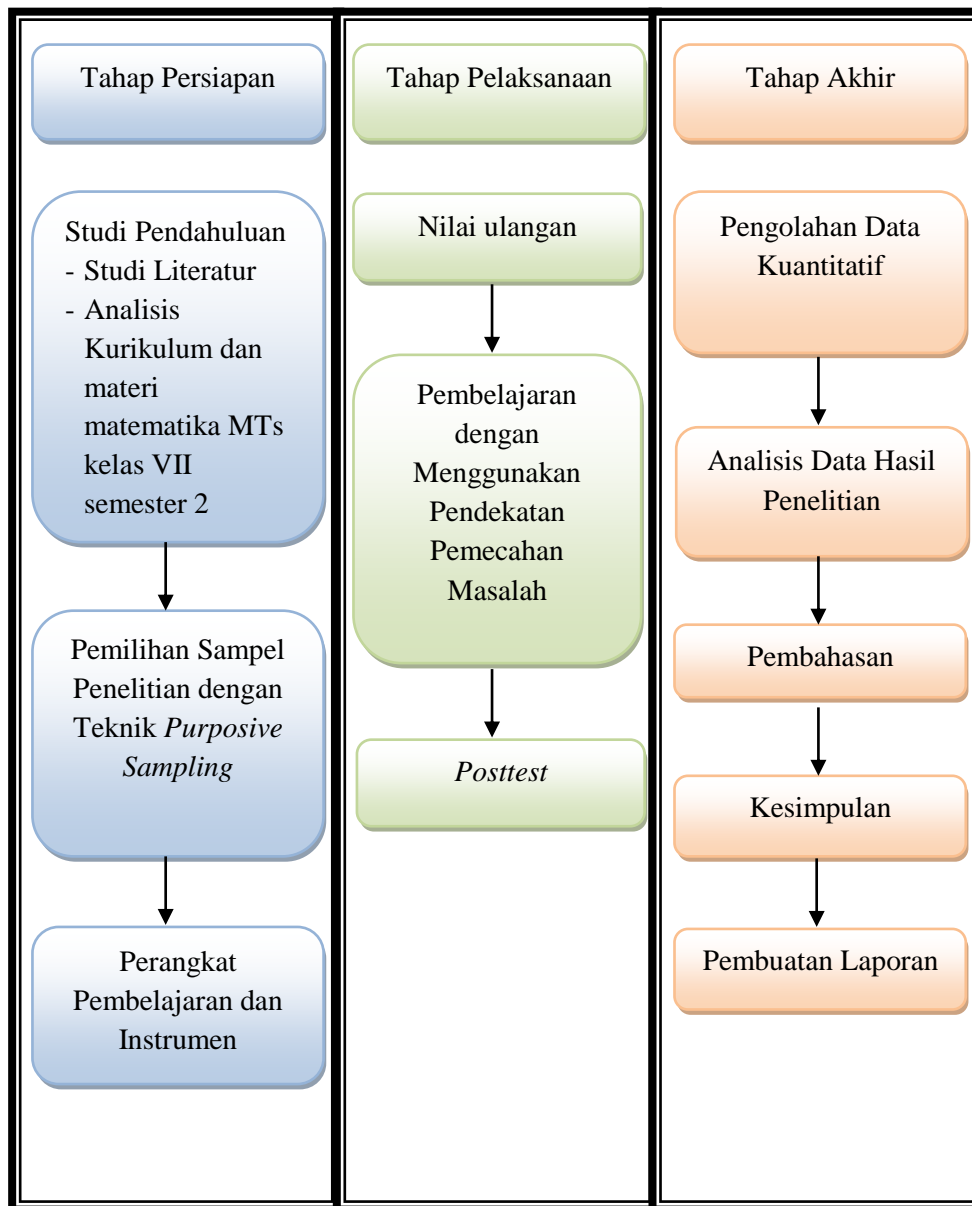 Tahap Persiapan
Studi Pendahuluan
- Studi Literatur
- Analisis
Kurikulum dan
materi
matematika MTs
kelas VII
semester 2
Pemilihan Sampel
Penelitian dengan
Teknik Purposive
Sampling
Perangkat
Pembelajaran dan
Instrumen
Tahap Pelaksanaan
Nilai ulangan
Pembelajaran
dengan
Menggunakan
Pendekatan
Pemecahan
Masalah
Posttest
Tahap Akhir
Pengolahan Data
Kuantitatif
Analisis Data Hasil
Penelitian
Pembahasan
Kesimpulan
Pembuatan Laporan